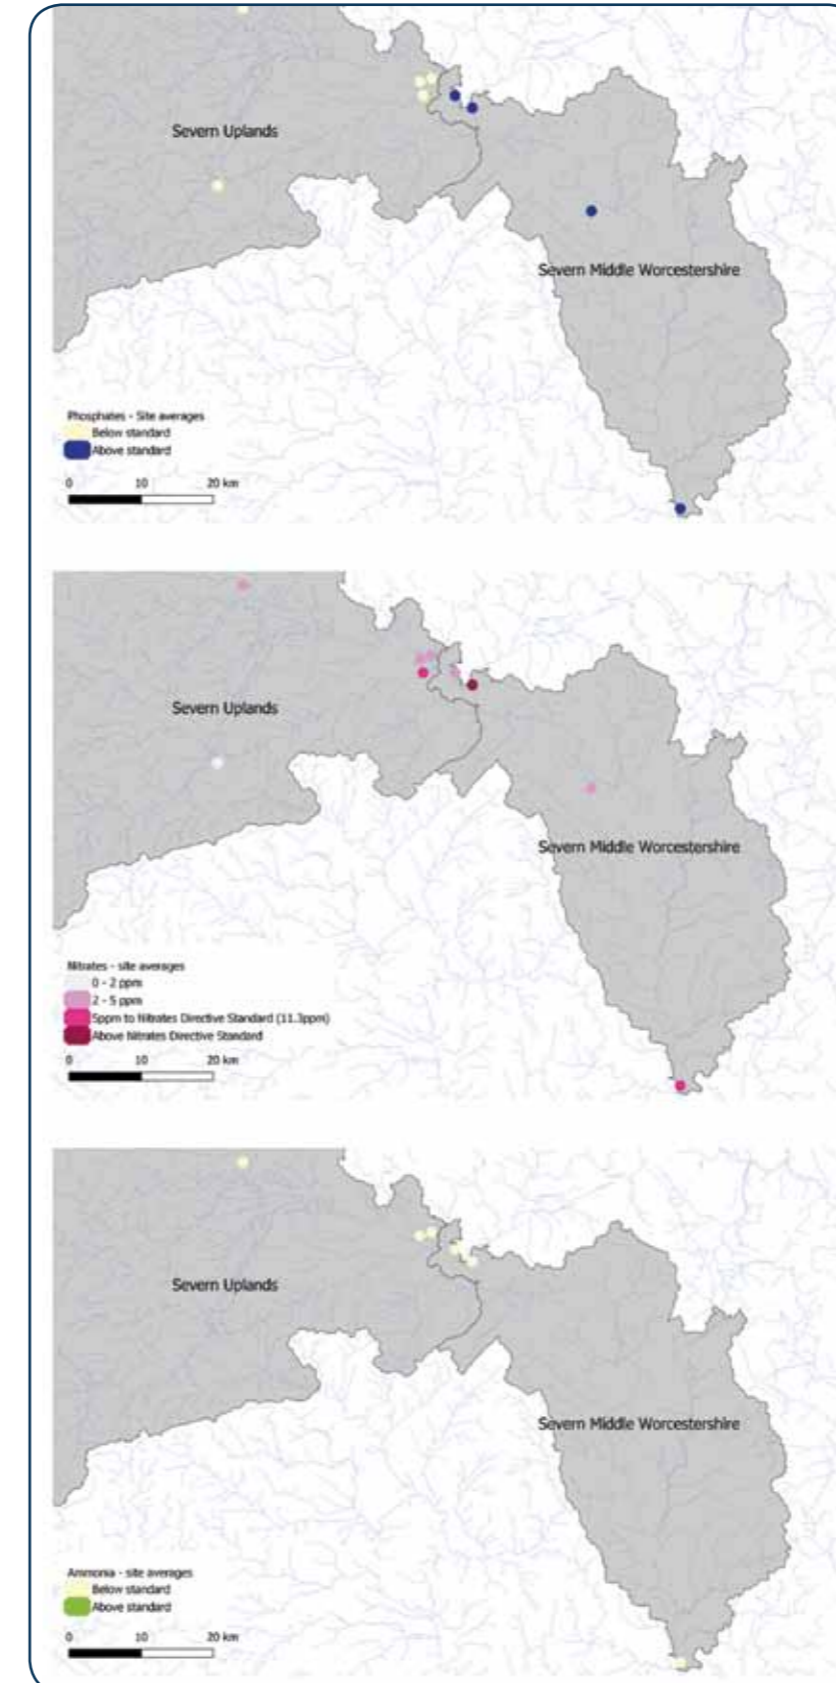 Severn Uplands
Severn Middle Worcestershire
Phosphates - Site averages
Below standard
Above standard
0 10 20 km
Severn Uplands
Severn Middle Worcestershire
Nitrates - site averages
0 - 2 ppm
2 - 5 ppm
5ppm to Nitrates Directive Standard (11.3ppm)
Above Nitrates Directive Standard
0 10 20 km
Severn Uplands
Severn Middle Worcestershire
Ammonia - site averages
Below standard
Above standard
0 10 20 km